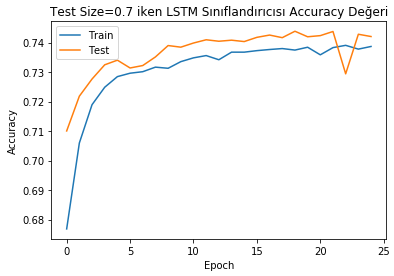 Test Size=0.7 iken LSTM Sınıflandırıcısı Accuracy Değeri
Train
Test
0.74
0.73
0.72
0.71
0.70
0.69
0.68
Accuracy
0
5
10
15
20
25
Epoch